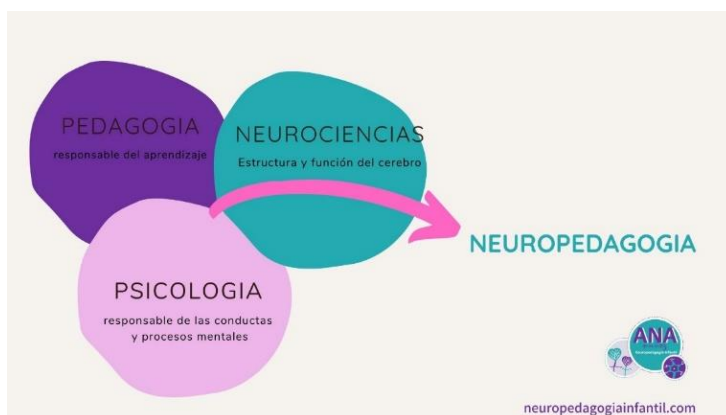 PEDAGOGIA
responsable del aprendizaje
NEUROCIENCIAS
Estructura y función del cerebro
PSICOLOGIA
responsable de las conductas
y procesos mentales
NEUROPEDAGOGIA
ANA
neuropedagogiainfantil.com